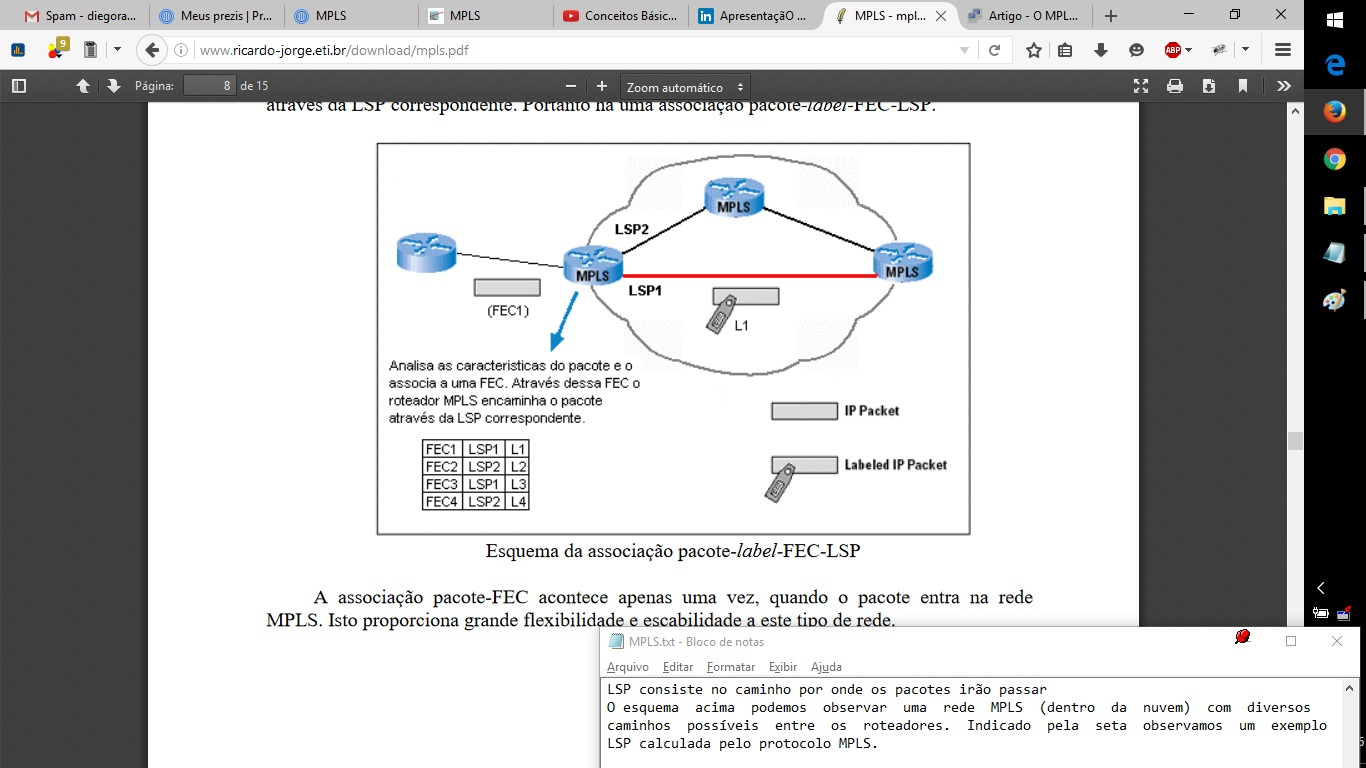 Spam - diegora...
Meus prezis | Pr...
MPLS
MPLS
Conceitos Básic...
ApresentaçãO ...
MPLS - mpl...
Artigo - O MPL...
9
www.ricardo-jorge.eti.br/download/mpls.pdf
ABP
Página: 8 de 15
Zoom automático
através da LSP correspondente. Portanto há uma associação pacote-label-FEC-LSP.
MPLS
LSP2
MPLS
MPLS
LSP1
(FEC1)
L1
Analisa as caracteristicas do pacote e o
associa a uma FEC. Através dessa FEC o
roteador MPLS encaminha o pacote
através da LSP correspondente.
IP Packet
FEC1 LSP1 L1
FEC2 LSP2 L2
FEC3 LSP1 L3
FEC4 LSP2 L4
Labeled IP Packet
Esquema da associação pacote-label-FEC-LSP
A associação pacote-FEC acontece apenas uma vez, quando o pacote entra na rede
MPLS. Isto proporciona grande flexibilidade e escabilidade a este tipo de rede.
MPLS.txt - Bloco de notas
Arquivo Editar Formatar Exibir Ajuda
LSP consiste no caminho por onde os pacotes irão passar
O esquema acima podemos observar uma rede MPLS (dentro da nuvem) com diversos
caminhos possíveis entre os roteadores. Indicado pela seta observamos um exemplo
LSP calculada pelo protocolo MPLS.